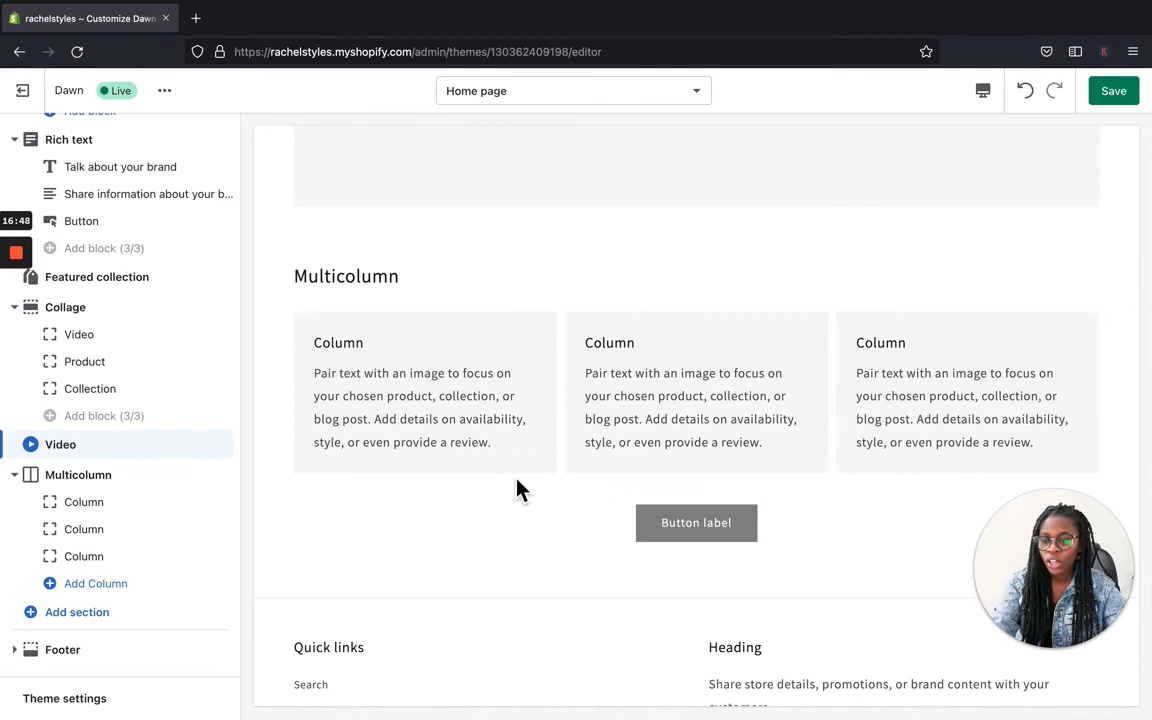 rachelstyles ~ Customize Dawn
https://rachelstyles.myshopify.com/admin/themes/130362409198/editor
K
Dawn
Live
Home page
Save
Add block
Rich text
Talk about your brand
Share information about your b...
16:48
Button
Add block (3/3)
Featured collection
Collage
Video
Product
Collection
Add block (3/3)
Video
Multicolumn
Column
Column
Column
Add Column
Add section
Footer
Theme settings
Multicolumn
Column
Pair text with an image to focus on
your chosen product, collection, or
blog post. Add details on availability,
style, or even provide a review.
Column
Pair text with an image to focus on
your chosen product, collection, or
blog post. Add details on availability,
style, or even provide a review.
Column
Pair text with an image to focus on
your chosen product, collection, or
blog post. Add details on availability,
style, or even provide a review.
Button label
Quick links
Search
Heading
Share store details, promotions, or brand content with your
customers.